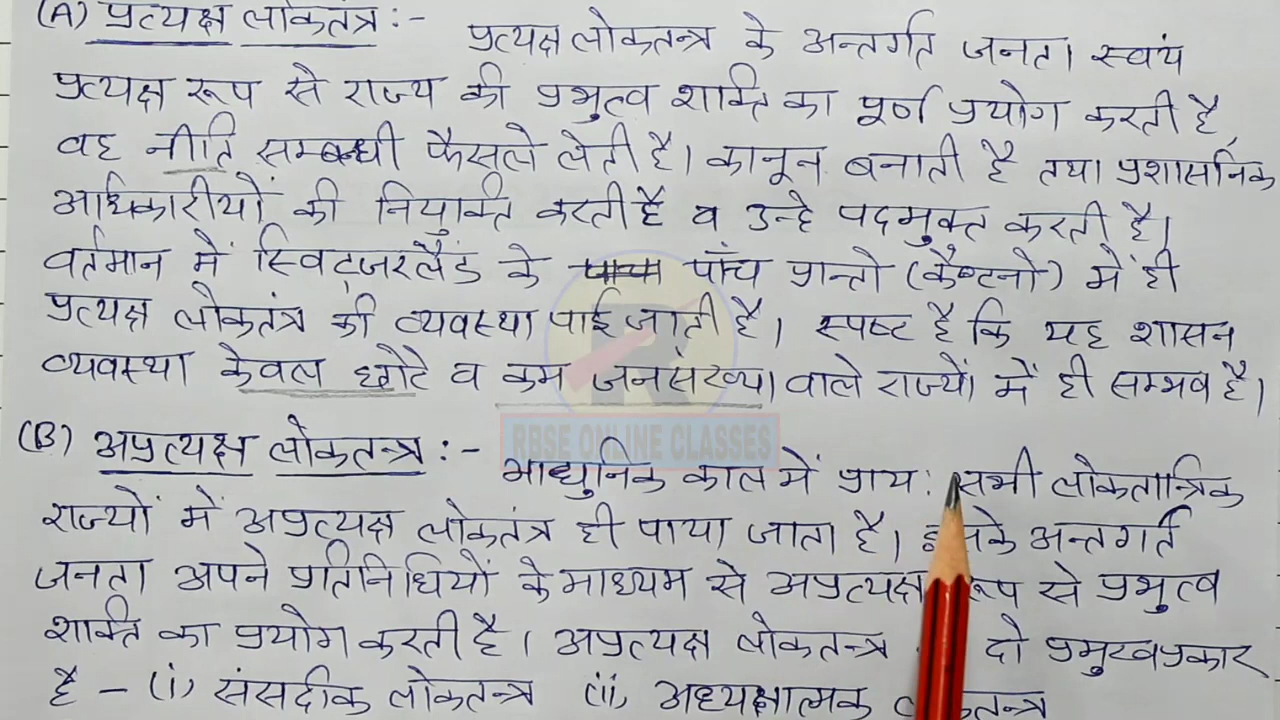 (A) प्रत्यक्ष लोकतंत्र :-
प्रत्यक्ष लोकतन्त्र के अन्तर्गत जनता स्वयं
प्रत्यक्ष रूप से राज्य की प्रभुत्व शक्ति का पूर्ण प्रयोग करती है,
वह नीति सम्बन्धी फैसले लेती है। कानून बनाती है तथा प्रशासनिक
अधिकारीयों की नियुक्ति करती है व उन्हे पदमुक्त करती है।
वर्तमान में स्विट्जरलैंड के पाँच प्रान्तो (कैण्टनो) में ही
प्रत्यक्ष लोकतंत्र की व्यवस्था पाई जाती है। स्पष्ट है कि यह शासन
व्यवस्था केवल छोटे व कम जनसंख्या वाले राज्यों में ही सम्भव है।
RBSE ONLINE CLASSES
(B) अप्रत्यक्ष लोकतन्त्र :- आधुनिक काल में प्राय: सभी लोकतान्त्रिक
राज्यों में अप्रत्यक्ष लोकतंत्र ही पाया जाता है। इसके अन्तर्गत
जनता अपने प्रतिनिधियों के माध्यम से अप्रत्यक्ष रूप से प्रभुत्व
शक्ति का प्रयोग करती है। अप्रत्यक्ष लोकतन्त्र दो प्रमुख प्रकार
है - (i) संसदीक लोकतन्त्र (ii) अध्यक्षात्मक लोकतन्त्र